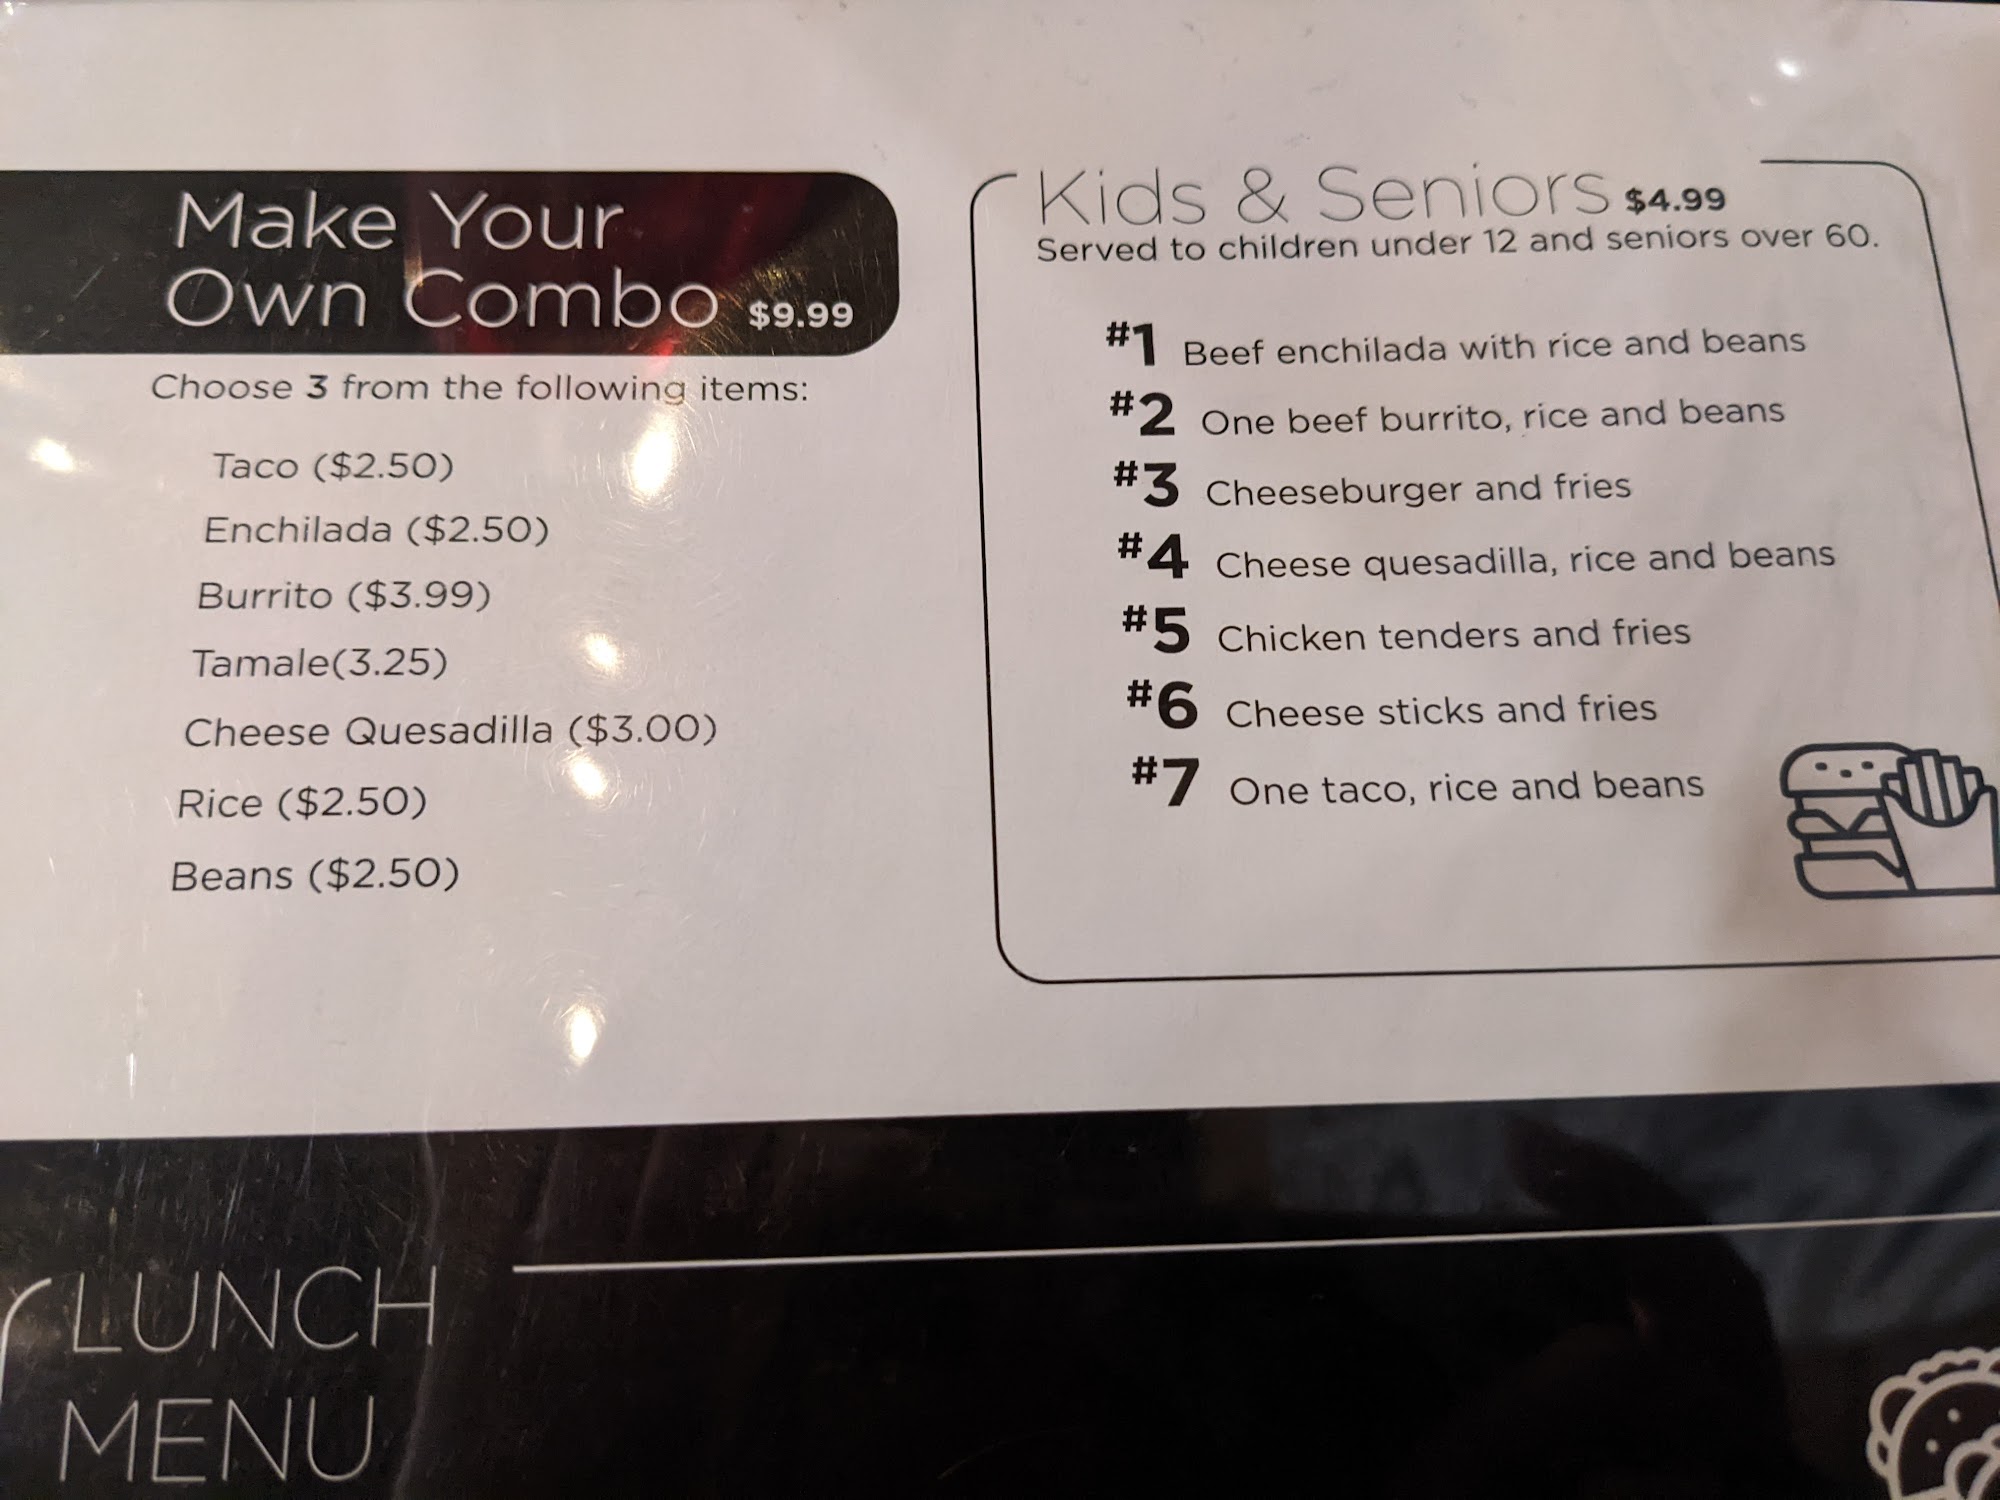 Make Your
Own Combo $9.99
Choose 3 from the following items:
Taco ($2.50)
Enchilada ($2.50)
Burrito ($3.99)
Tamale(3.25)
Cheese Quesadilla ($3.00)
Rice ($2.50)
Beans ($2.50)
Kids & Seniors $4.99
Served to children under 12 and seniors over 60.
#1 Beef enchilada with rice and beans
#2 One beef burrito, rice and beans
#3 Cheeseburger and fries
#4 Cheese quesadilla, rice and beans
#5 Chicken tenders and fries
#6 Cheese sticks and fries
#7 One taco, rice and beans
LUNCH
MENU